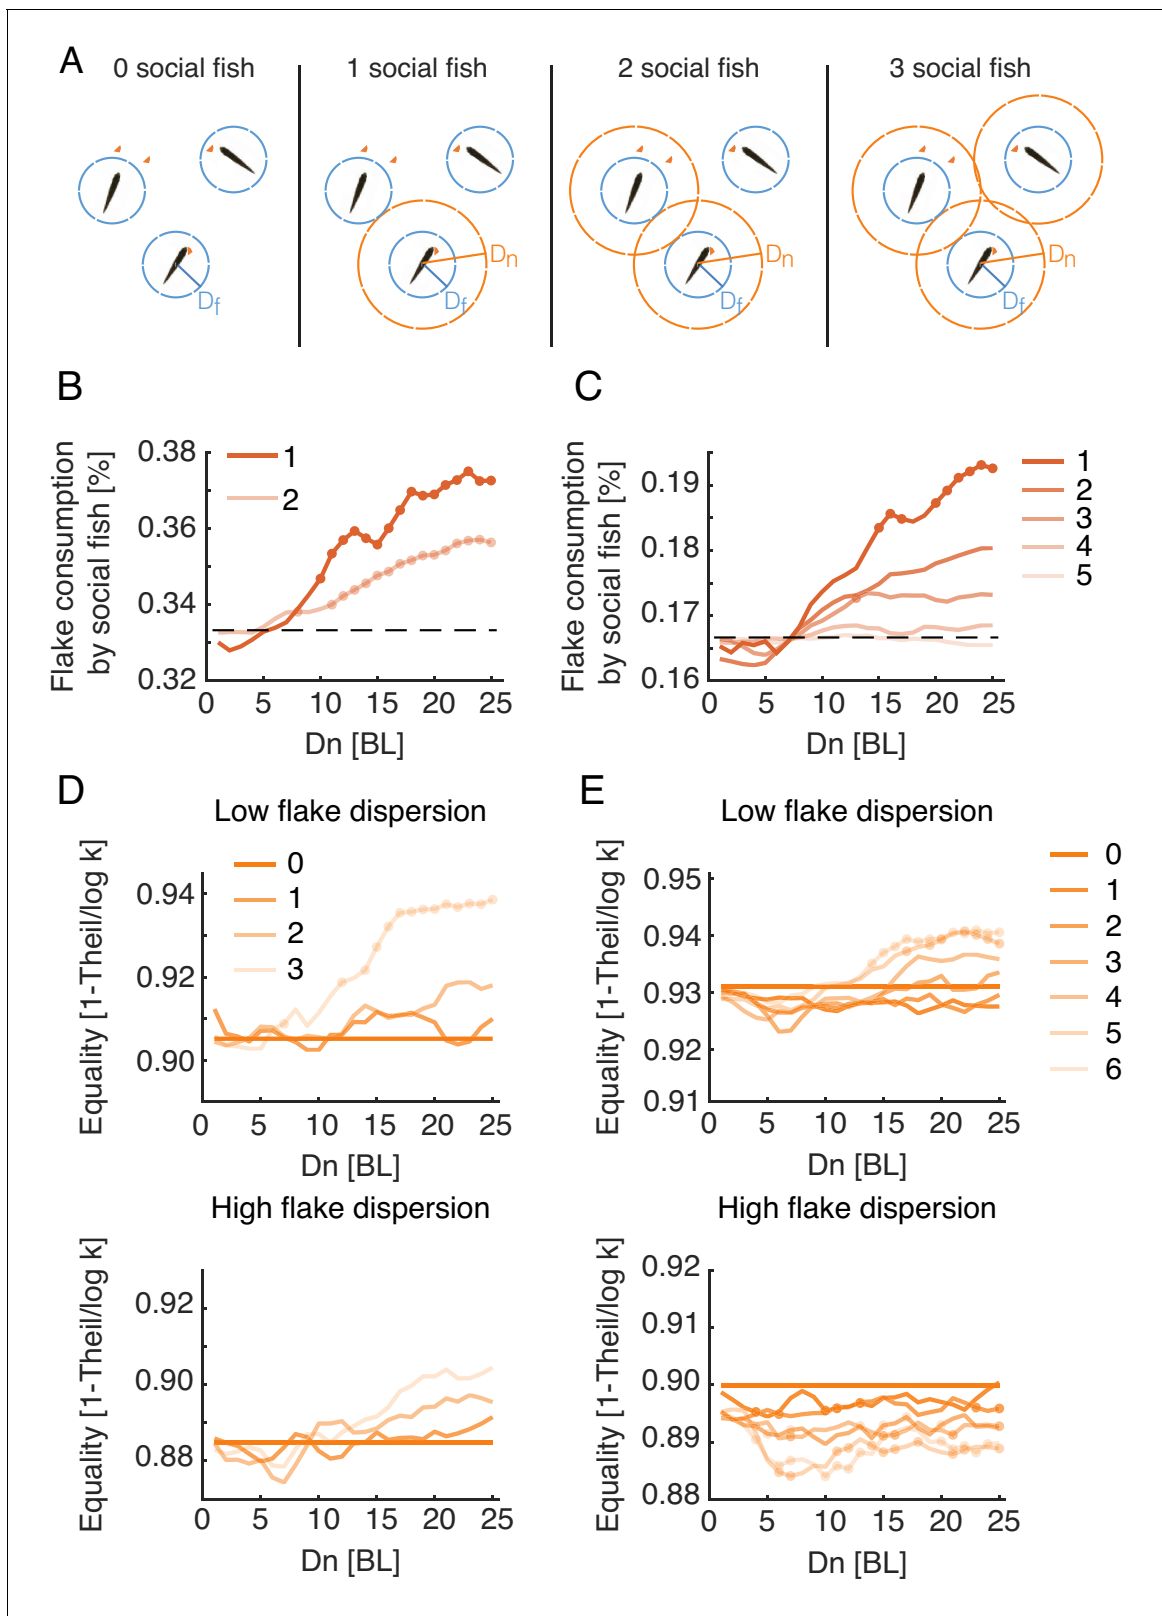 A
0 social fish
1 social fish
2 social fish
3 social fish
Df
Dn
Df
Dn
Df
Dn
Df
B
Flake consumption
by social fish [%]
0.38
0.36
0.34
0.32
1
2
0 5 10 15 20 25
Dn [BL]
C
Flake consumption
by social fish [%]
0.19
0.18
0.17
0.16
1
2
3
4
5
0 5 10 15 20 25
Dn [BL]
D
Low flake dispersion
Equality [1-Theil/log k]
0.94
0.92
0.90
0
1
2
3
0 5 10 15 20 25
Dn [BL]
High flake dispersion
Equality [1-Theil/log k]
0.92
0.90
0.88
0 5 10 15 20 25
Dn [BL]
E
Low flake dispersion
Equality [1-Theil/log k]
0.95
0.94
0.93
0.92
0.91
0
1
2
3
4
5
6
0 5 10 15 20 25
Dn [BL]
High flake dispersion
Equality [1-Theil/log k]
0.92
0.91
0.90
0.89
0.88
0 5 10 15 20 25
Dn [BL]